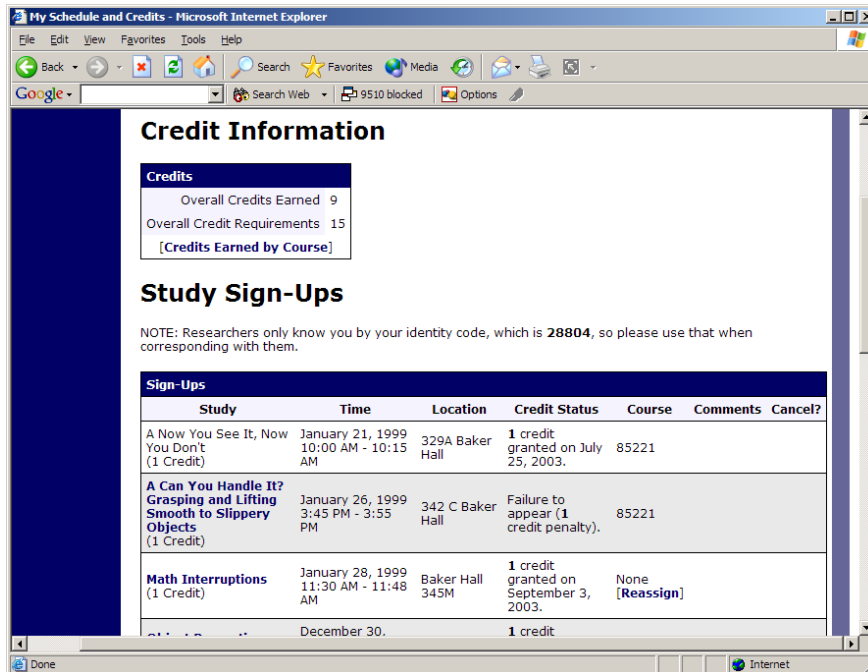 My Schedule and Credits - Microsoft Internet Explorer
File Edit View Favorites Tools Help
Back Search Favorites Media
Google Search Web 9510 blocked Options
Credit Information
Credits
Overall Credits Earned 9
Overall Credit Requirements 15
[Credits Earned by Course]
Study Sign-Ups
NOTE: Researchers only know you by your identity code, which is 28804, so please use that when
corresponding with them.
Sign-Ups
Study Time Location Credit Status Course Comments Cancel?
A Now You See It, Now
You Don't
(1 Credit)
January 21, 1999
10:00 AM - 10:15
AM
329A Baker
Hall
1 credit
granted on July
25, 2003.
85221
A Can You Handle It?
Grasping and Lifting
Smooth to Slippery
Objects
(1 Credit)
January 26, 1999
3:45 PM - 3:55
PM
342 C Baker
Hall
Failure to
appear (1
credit penalty).
85221
Math Interruptions
(1 Credit)
January 28, 1999
11:30 AM - 11:48
AM
Baker Hall
345M
1 credit
granted on
September 3,
2003.
None
[Reassign]
December 30,
1 credit
Done
Internet